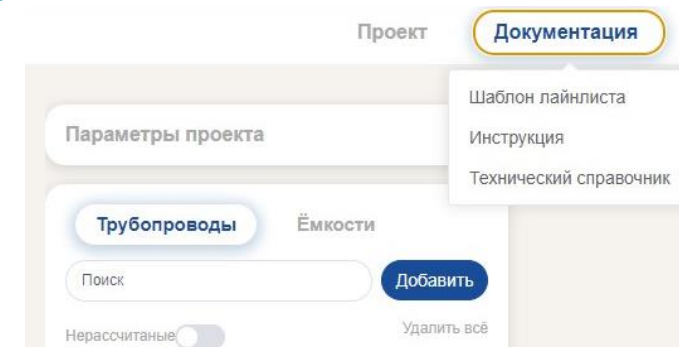 Проект
Документация
Шаблон лайнлиста
Инструкция
Технический справочник
Параметры проекта
Трубопроводы
Ёмкости
Поиск
Добавить
Нерассчитаные
Удалить всё